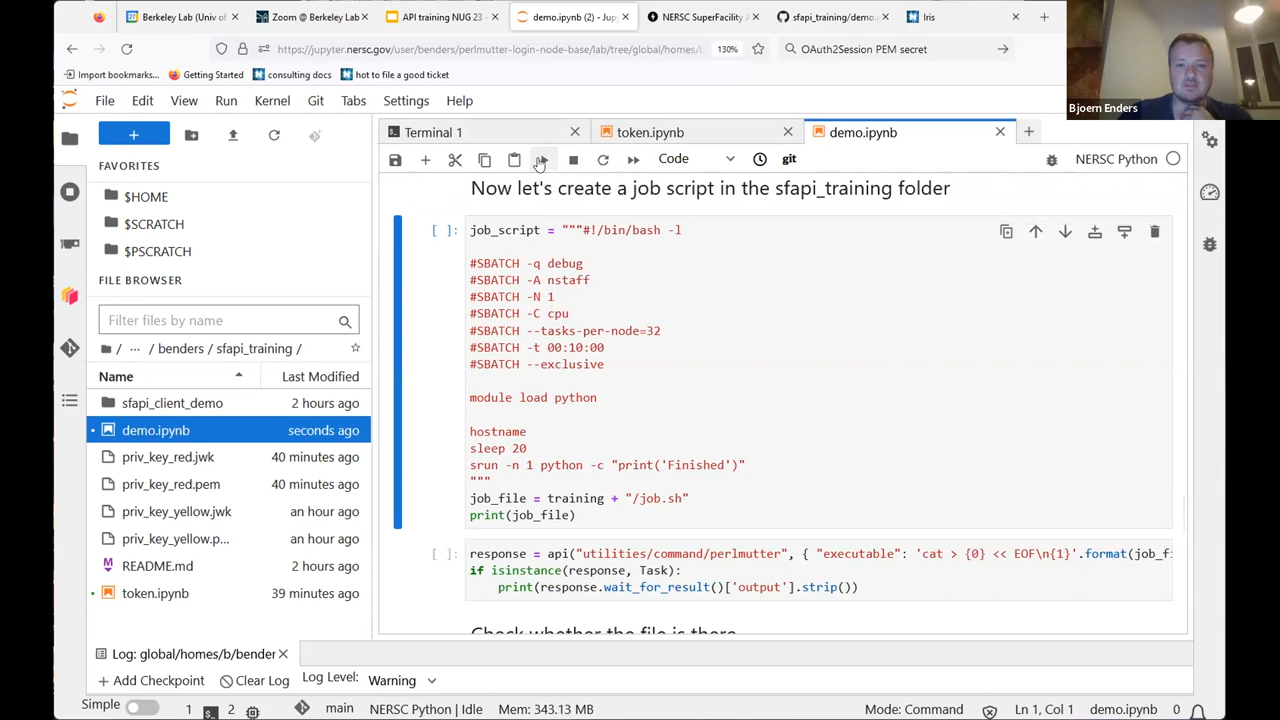 Berkeley Lab (Univ of
Zoom @ Berkeley Lab
API training NUG 23 -
demo.ipynb (2) - Jup
NERSC SuperFacility A
sfapi_training/demo.i
Iris
https://jupyter.nersc.gov/user/benders/perlmutter-login-node-base/lab/tree/global/homes/b
130%
OAuth2Session PEM secret
Import bookmarks...
Getting Started
consulting docs
hot to file a good ticket
Bjoern Enders
File
Edit
View
Run
Kernel
Git
Tabs
Settings
Help
Terminal 1
token.ipynb
demo.ipynb
Code
git
NERSC Python
FAVORITES
$HOME
$SCRATCH
$PSCRATCH
FILE BROWSER
Filter files by name
/ ... / benders / sfapi_training /
Name
Last Modified
sfapi_client_demo
2 hours ago
demo.ipynb
seconds ago
priv_key_red.jwk
40 minutes ago
priv_key_red.pem
40 minutes ago
priv_key_yellow.jwk
an hour ago
priv_key_yellow.p...
an hour ago
README.md
2 hours ago
token.ipynb
39 minutes ago
Now let's create a job script in the sfapi_training folder
[ ]: job_script = """#!/bin/bash -l
#SBATCH -q debug
#SBATCH -A nstaff
#SBATCH -N 1
#SBATCH -C cpu
#SBATCH --tasks-per-node=32
#SBATCH -t 00:10:00
#SBATCH --exclusive
module load python
hostname
sleep 20
srun -n 1 python -c "print('Finished')"
"""
job_file = training + "/job.sh"
print(job_file)
[ ]: response = api("utilities/command/perlmutter", { "executable": 'cat > {0} << EOF\n{1}'.format(job_fi
if isinstance(response, Task):
print(response.wait_for_result()['output'].strip())
Check whether the file is there
Log: global/homes/b/bender
Add Checkpoint
Clear Log
Log Level:
Warning
Simple
1
2
main
NERSC Python | Idle
Mem: 343.13 MB
Mode: Command
Ln 1, Col 1
demo.ipynb
0